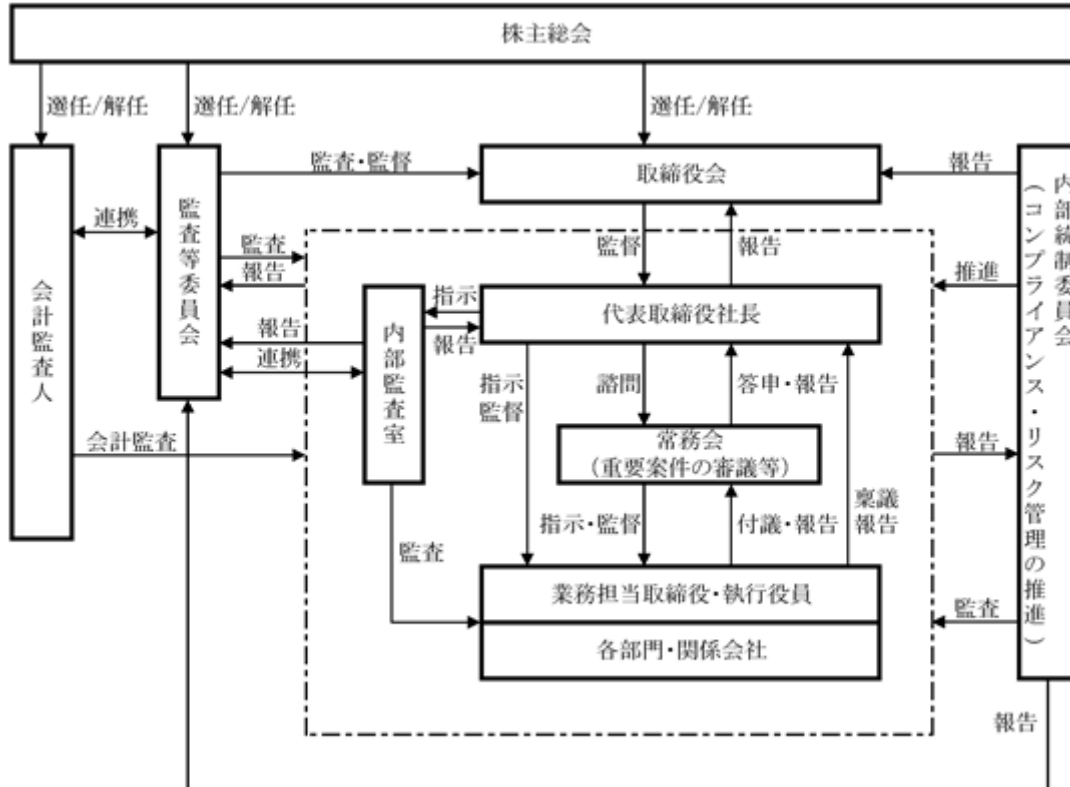 株主総会
選任/解任
選任/解任
選任/解任
監査・監督
取締役会
報告
連携
監査等委員会
監査
報告
監督
報告
推進
会計監査人
指示
報告
代表取締役社長
報告
連携
内部監査室
指示
監督
諮問
答申・報告
会計監査
常務会
(重要案件の審議等)
報告
稟議
報告
指示・監督
付議・報告
監査
業務担当取締役・執行役員
各部門・関係会社
監査
内部統制委員会
(コンプライアンス・リスク管理の推進)
報告